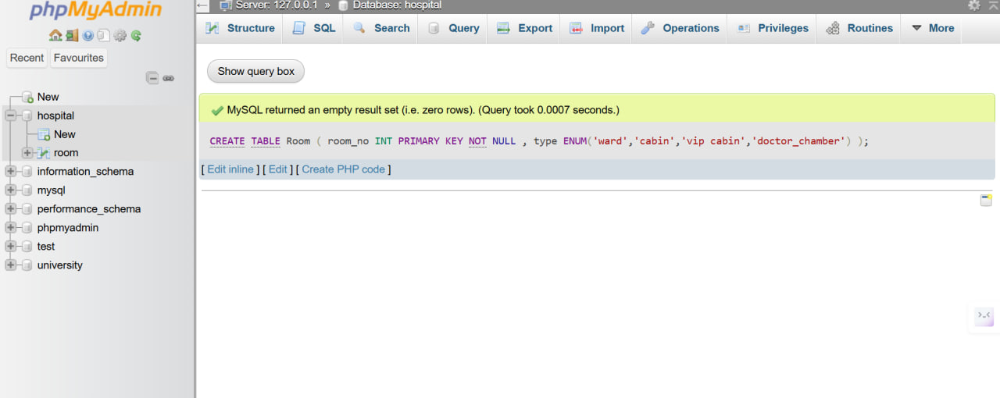 phpMyAdmin
Recent Favourites
New
hospital
New
room
information_schema
mysql
performance_schema
phpmyadmin
test
university
Server: 127.0.0.1 » Database: hospital
Structure SQL Search Query Export Import Operations Privileges Routines More
Show query box
MySQL returned an empty result set (i.e. zero rows). (Query took 0.0007 seconds.)
CREATE TABLE Room ( room_no INT PRIMARY KEY NOT NULL , type ENUM('ward','cabin','vip cabin','doctor_chamber') );
[ Edit inline ] [ Edit ] [ Create PHP code ]